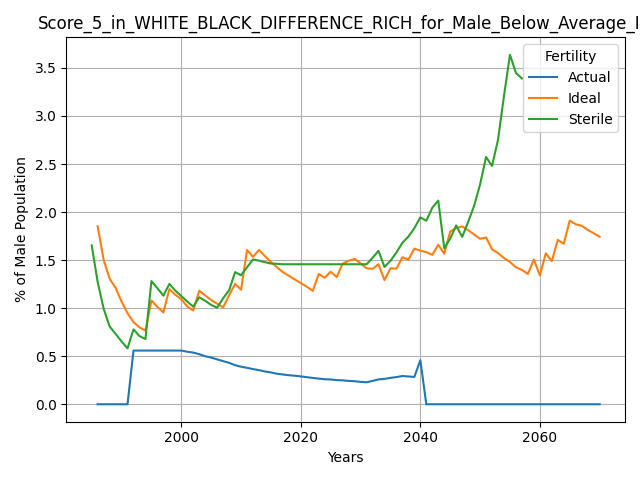 Score_5_in_WHITE_BLACK_DIFFERENCE_RICH_for_Male_Below_Average_
Fertility
Actual
Ideal
Sterile
% of Male Population
3.5
3.0
2.5
2.0
1.5
1.0
0.5
0.0
2000 2020 2040 2060
Years